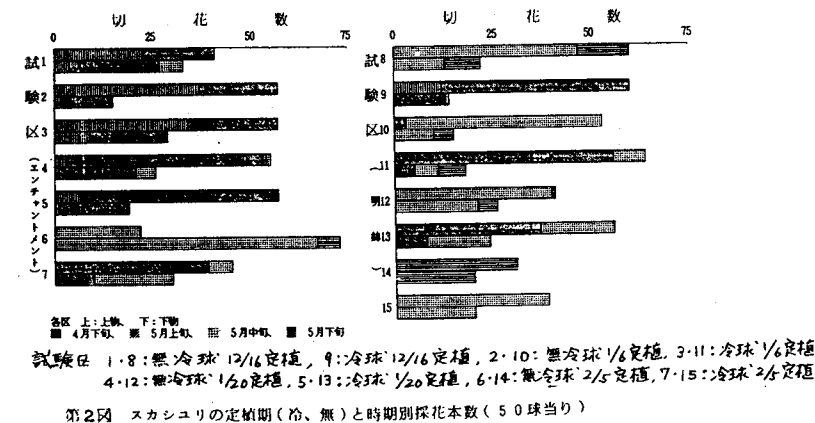 切 花 数
0 25 50 75
試1
験2
区3
4
5
6
7
(エンチャントメント)
各区 上:上物、 下:下物
4月下旬、 5月上旬、 5月中旬、 5月下旬
切 花 数
0 25 50 75
試8
験9
区10
11
明12
錦13
14
15
試験区 1・8:無冷球 12/16定植, 9:冷球 12/16定植, 2・10:無冷球 1/6定植, 3・11:冷球 1/6定植
4・12:無冷球 1/20定植, 5・13:冷球 1/20定植, 6・14:無冷球 2/5定植, 7・15:冷球 2/5定植
第2図 スカシユリの定植期(冷、無)と時期別採花本数(50球当り)